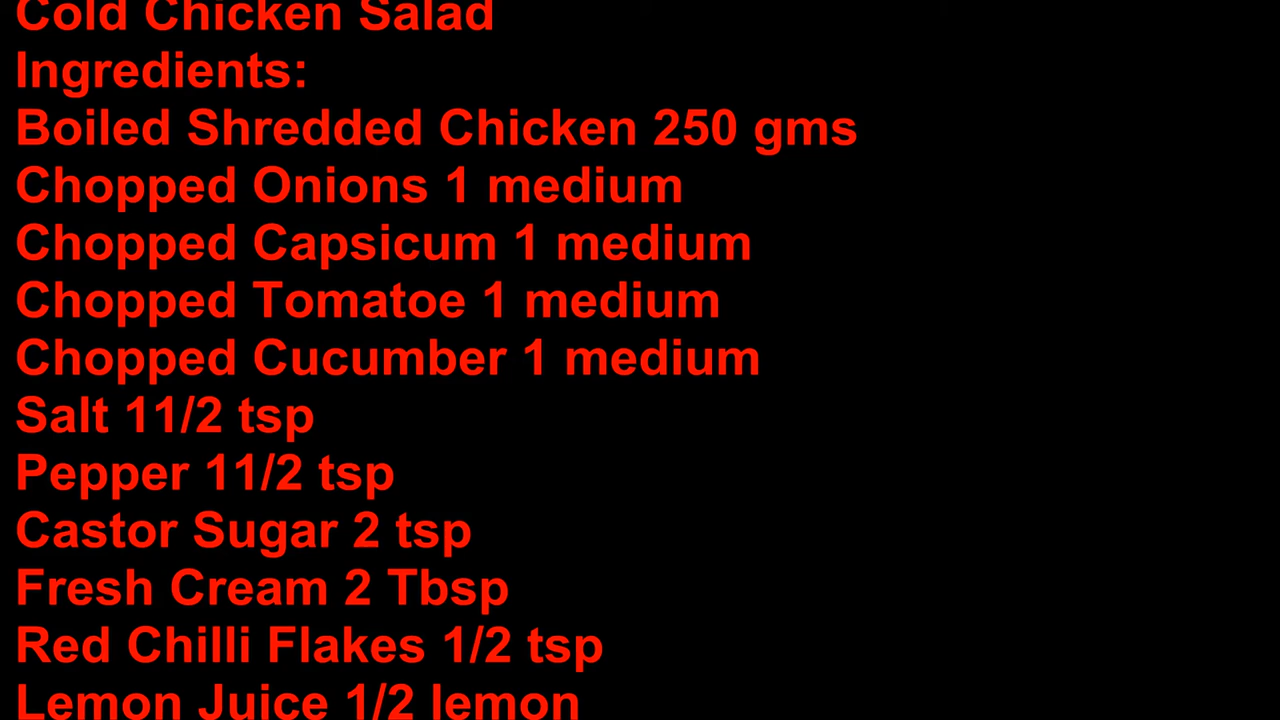 Cold Chicken Salad
Ingredients:
Boiled Shredded Chicken 250 gms
Chopped Onions 1 medium
Chopped Capsicum 1 medium
Chopped Tomatoe 1 medium
Chopped Cucumber 1 medium
Salt 11/2 tsp
Pepper 11/2 tsp
Castor Sugar 2 tsp
Fresh Cream 2 Tbsp
Red Chilli Flakes 1/2 tsp
Lemon Juice 1/2 lemon